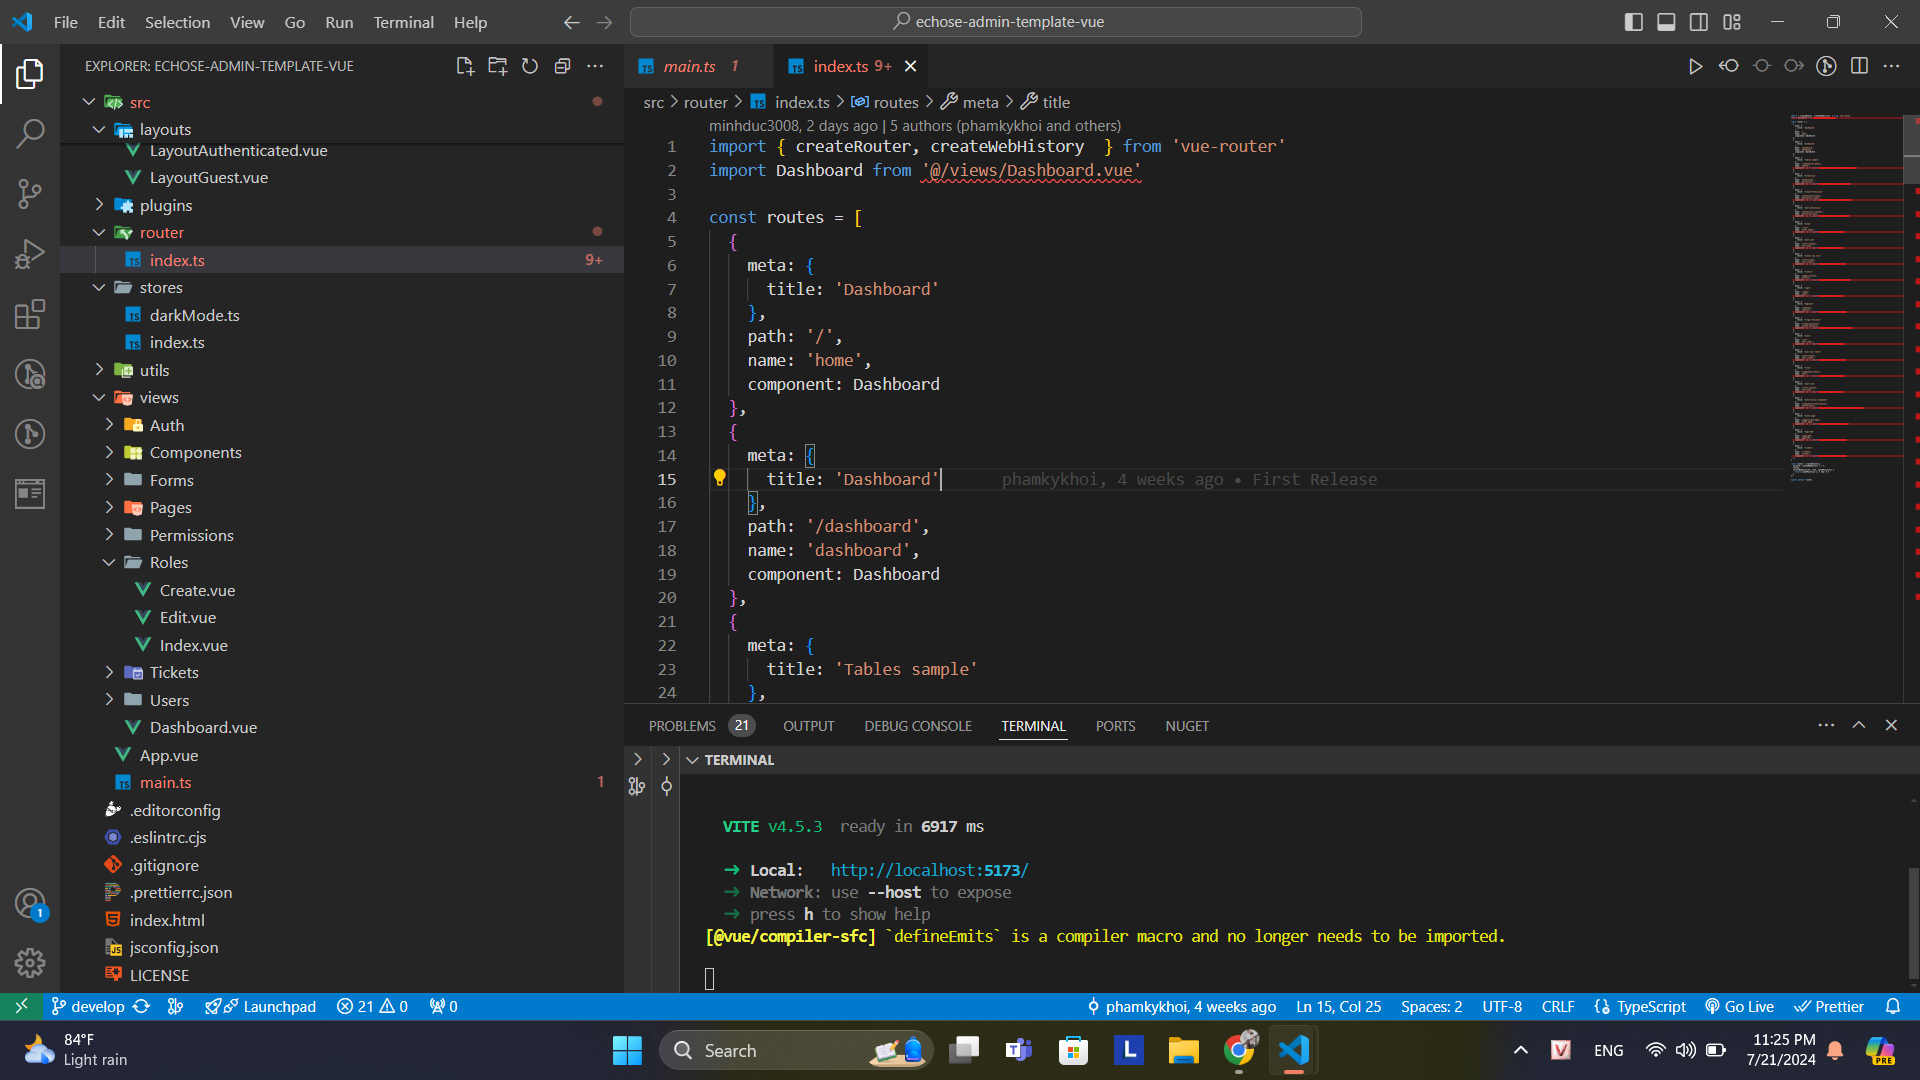 File Edit Selection View Go Run Terminal Help
echose-admin-template-vue
EXPLORER: ECHOSE-ADMIN-TEMPLATE-VUE
src
layouts
LayoutAuthenticated.vue
LayoutGuest.vue
plugins
router
index.ts 9+
stores
darkMode.ts
index.ts
utils
views
Auth
Components
Forms
Pages
Permissions
Roles
Create.vue
Edit.vue
Index.vue
Tickets
Users
Dashboard.vue
App.vue
main.ts 1
.editorconfig
.eslintrc.cjs
.gitignore
.prettierrc.json
index.html
jsconfig.json
LICENSE
main.ts 1
index.ts 9+
src > router > index.ts > routes > meta > title
minhduc3008, 2 days ago | 5 authors (phamkykhoi and others)
1 import { createRouter, createWebHistory  } from 'vue-router'
2 import Dashboard from '@/views/Dashboard.vue'
3
4 const routes = [
5 {
6 meta: {
7 title: 'Dashboard'
8 },
9 path: '/',
10 name: 'home',
11 component: Dashboard
12 },
13 {
14 meta: {
15 title: 'Dashboard' phamkykhoi, 4 weeks ago • First Release
16 },
17 path: '/dashboard',
18 name: 'dashboard',
19 component: Dashboard
20 },
21 {
22 meta: {
23 title: 'Tables sample'
24 },
PROBLEMS 21 OUTPUT DEBUG CONSOLE TERMINAL PORTS NUGET
TERMINAL
VITE v4.5.3  ready in 6917 ms
➜ Local: http://localhost:5173/
➜ Network: use --host to expose
➜ press h to show help
[@vue/compiler-sfc] `defineEmits` is a compiler macro and no longer needs to be imported.
develop Launchpad 21 0 0
phamkykhoi, 4 weeks ago Ln 15, Col 25 Spaces: 2 UTF-8 CRLF {} TypeScript Go Live Prettier
84°F
Light rain
Search
ENG
11:25 PM
7/21/2024